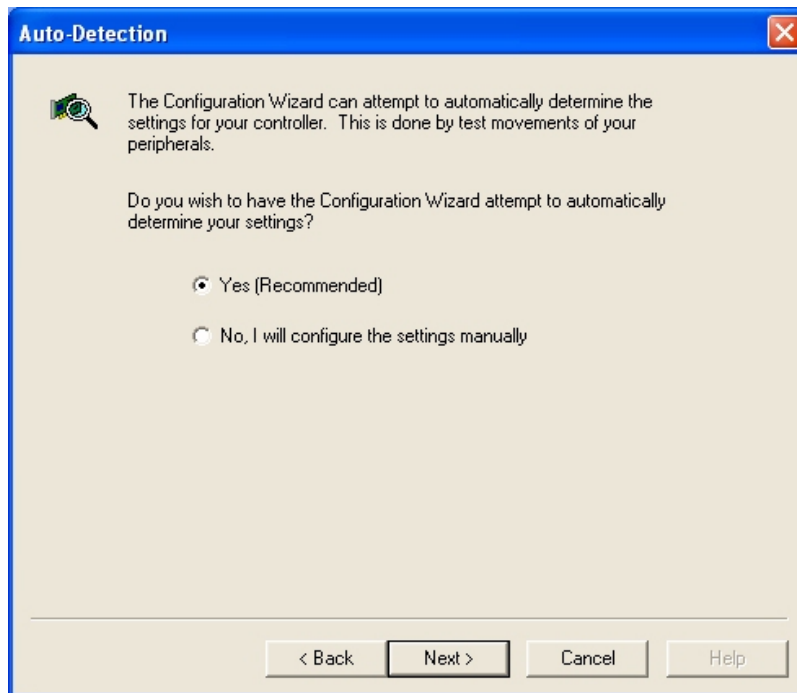 Auto-Detection
The Configuration Wizard can attempt to automatically determine the
settings for your controller.  This is done by test movements of your
peripherals.
Do you wish to have the Configuration Wizard attempt to automatically
determine your settings?
Yes (Recommended)
No, I will configure the settings manually
< Back Next > Cancel Help